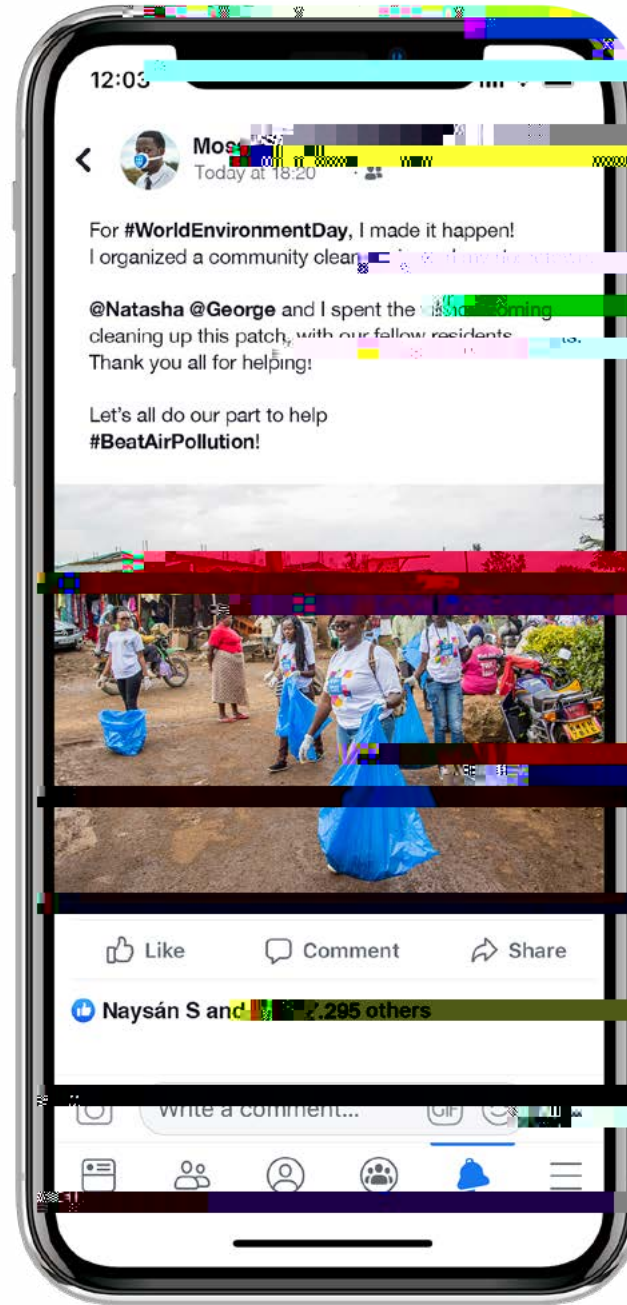 12:03
Today at 18:20
For #WorldEnvironmentDay, I made it happen!
I organized a community
@Natasha @George and I spent the
cleaning up this patch, with our fellow residents
Thank you all for helping!
Let's all do our part to help
#BeatAirPollution!
Like Comment Share
Naysán S and .295 others
Write a comment...
GIF